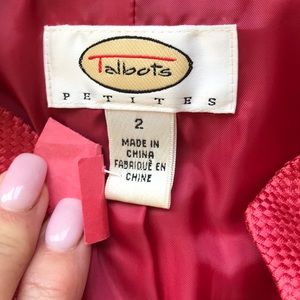 Talbots
PETITES
2
MADE IN
CHINA
FABRIQUÉ EN
CHINE